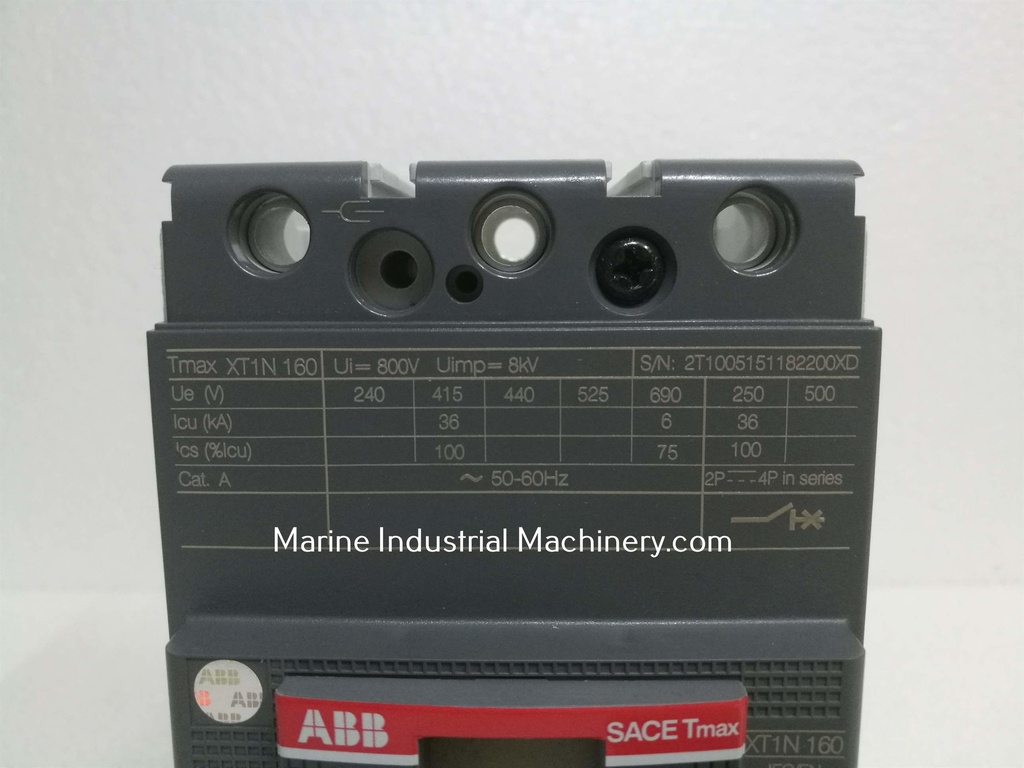 Tmax XT1N 160 Ui= 800V Uimp= 8kV S/N: 2T1005151182200XD
Ue (V) 240 415 440 525 690 250 500
Icu (kA) 36 6 36
Ics (%Icu) 100 75 100
Cat. A ~ 50-60Hz 2P 4P in series
Marine Industrial Machinery.com
ABB
ABB
ABB
ABB SACE Tmax
XT1N 160